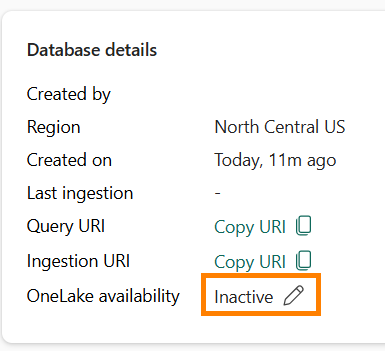 Database details
Created by
Region North Central US
Created on Today, 11m ago
Last ingestion -
Query URI Copy URI
Ingestion URI Copy URI
OneLake availability Inactive